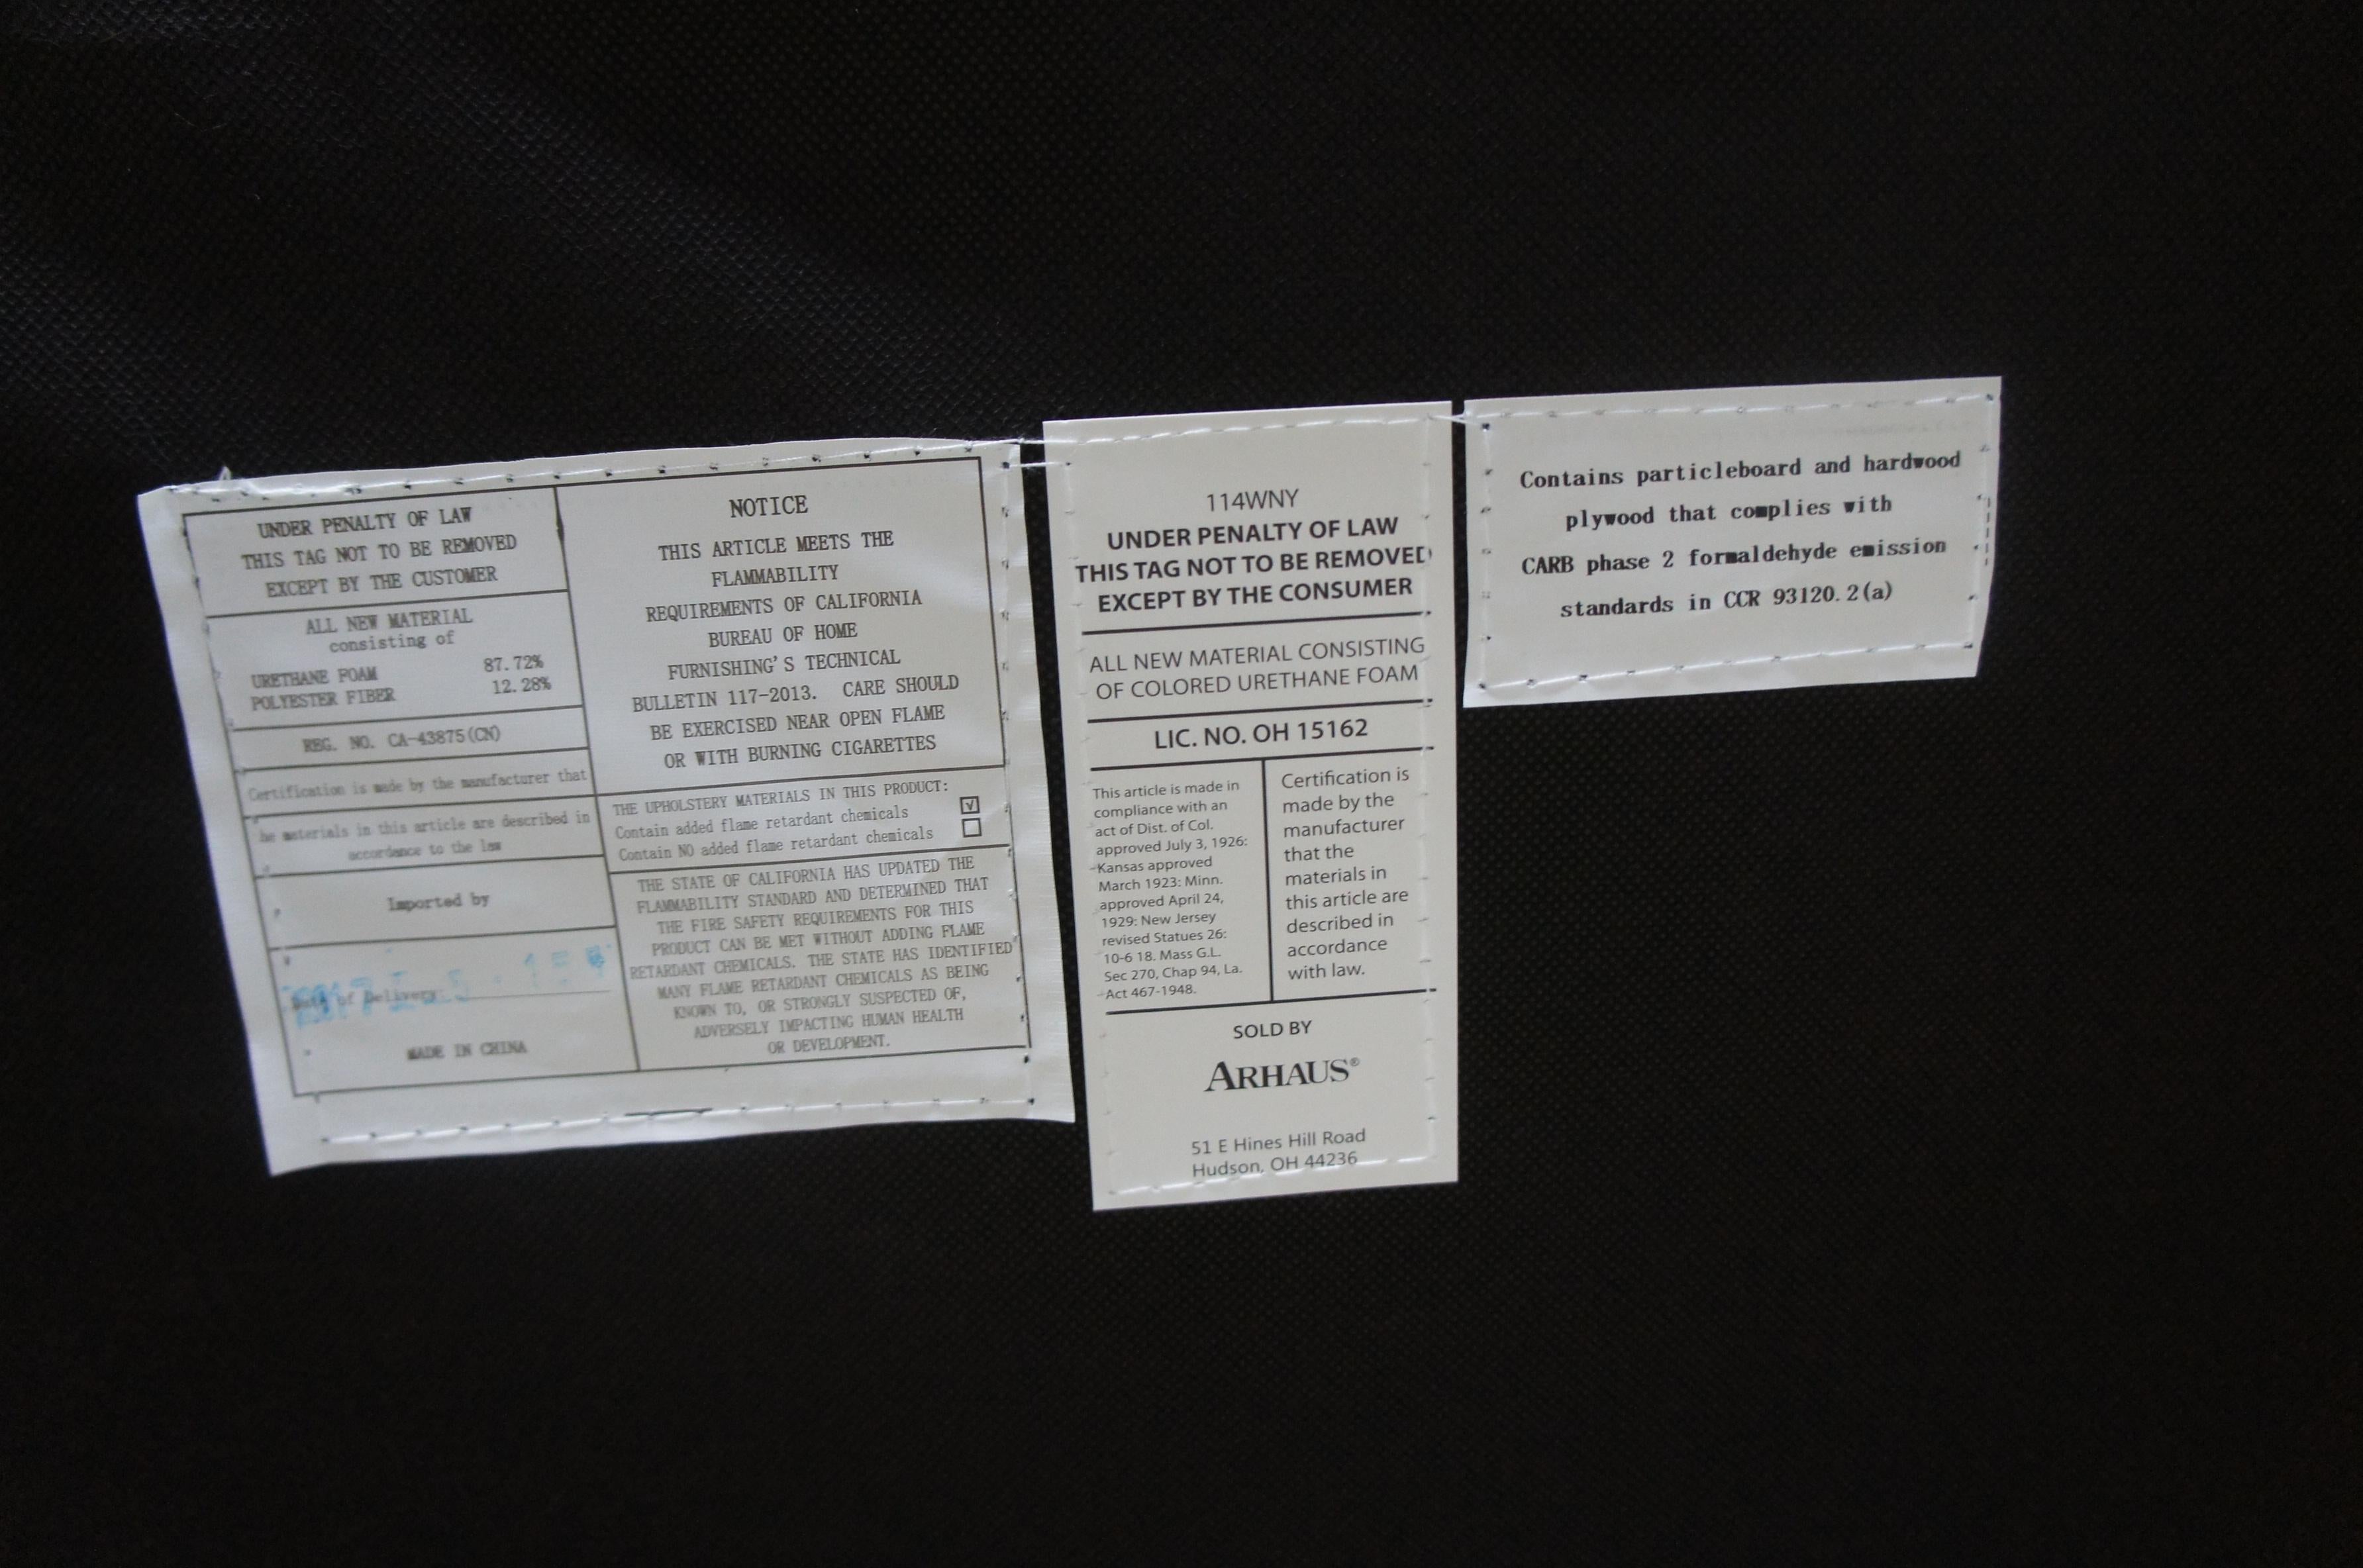 UNDER PENALTY OF LAW
THIS TAG NOT TO BE REMOVED
EXCEPT BY THE CUSTOMER
ALL NEW MATERIAL
consisting of
URETHANE FOAM 87.72%
POLYESTER FIBER 12.28%
REG. NO. CA-43875(CN)
Certification is made by the manufacturer that
he materials in this article are described in
accordance to the law
Imported by
Date of Delivery
MADE IN CHINA
NOTICE
THIS ARTICLE MEETS THE
FLAMMABILITY
REQUIREMENTS OF CALIFORNIA
BUREAU OF HOME
FURNISHING'S TECHNICAL
BULLETIN 117-2013. CARE SHOULD
BE EXERCISED NEAR OPEN FLAME
OR WITH BURNING CIGARETTES
THE UPHOLSTERY MATERIALS IN THIS PRODUCT:
Contain added flame retardant chemicals √
Contain NO added flame retardant chemicals
THE STATE OF CALIFORNIA HAS UPDATED THE
FLAMMABILITY STANDARD AND DETERMINED THAT
THE FIRE SAFETY REQUIREMENTS FOR THIS
PRODUCT CAN BE MET WITHOUT ADDING FLAME
RETARDANT CHEMICALS. THE STATE HAS IDENTIFIED
MANY FLAME RETARDANT CHEMICALS AS BEING
KNOWN TO, OR STRONGLY SUSPECTED OF,
ADVERSELY IMPACTING HUMAN HEALTH
OR DEVELOPMENT.
114WNY
UNDER PENALTY OF LAW
THIS TAG NOT TO BE REMOVED
EXCEPT BY THE CONSUMER
ALL NEW MATERIAL CONSISTING
OF COLORED URETHANE FOAM
LIC. NO. OH 15162
This article is made in
compliance with an
act of Dist. of Col.
approved July 3, 1926:
Kansas approved
March 1923: Minn.
approved April 24,
1929: New Jersey
revised Statues 26:
10-6 18. Mass G.L.
Sec 270, Chap 94, La.
Act 467-1948.
Certification is
made by the
manufacturer
that the
materials in
this article are
described in
accordance
with law.
SOLD BY
ARHAUS®
51 E Hines Hill Road
Hudson, OH 44236
Contains particleboard and hardwood
plywood that complies with
CARB phase 2 formaldehyde emission
standards in CCR 93120.2(a)